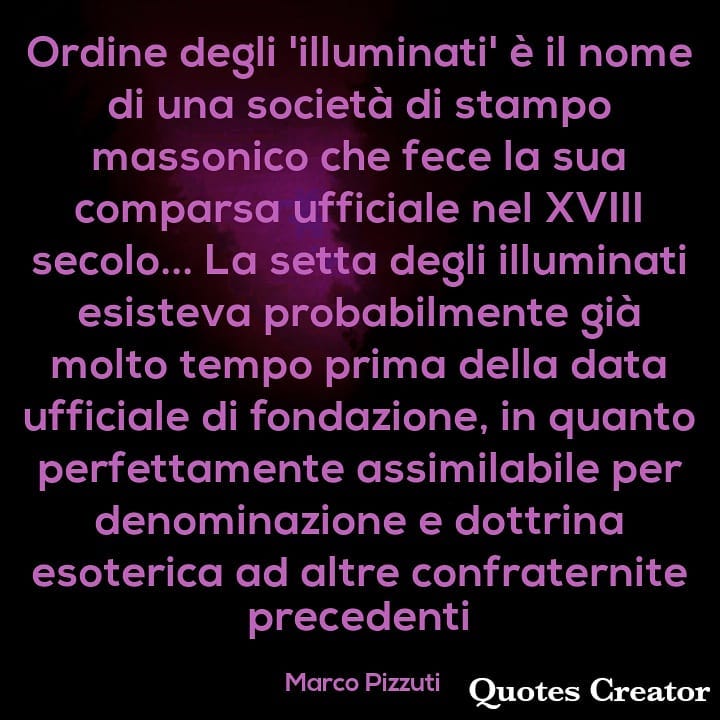 Ordine degli 'illuminati' è il nome
di una società di stampo
massonico che fece la sua
comparsa ufficiale nel XVIII
secolo... La setta degli illuminati
esisteva probabilmente già
molto tempo prima della data
ufficiale di fondazione, in quanto
perfettamente assimilabile per
denominazione e dottrina
esoterica ad altre confraternite
precedenti
Marco Pizzuti
Quotes Creator